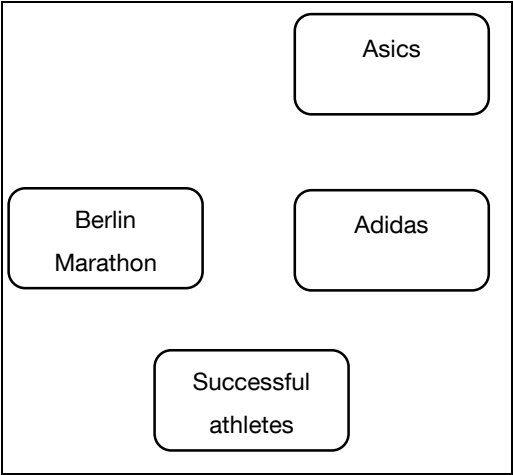 Asics
Berlin
Marathon
Adidas
Successful
athletes